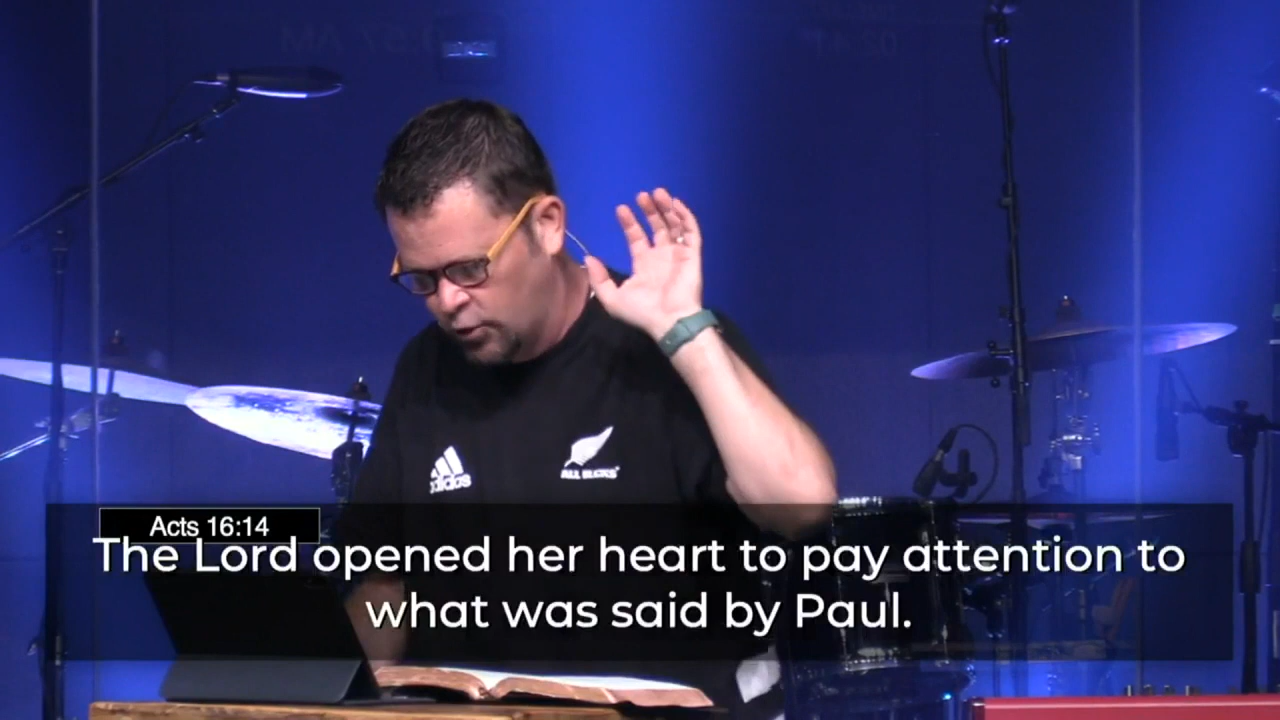 Acts 16:14
The Lord opened her heart to pay attention to
what was said by Paul.
adidas
ALL BLACKS